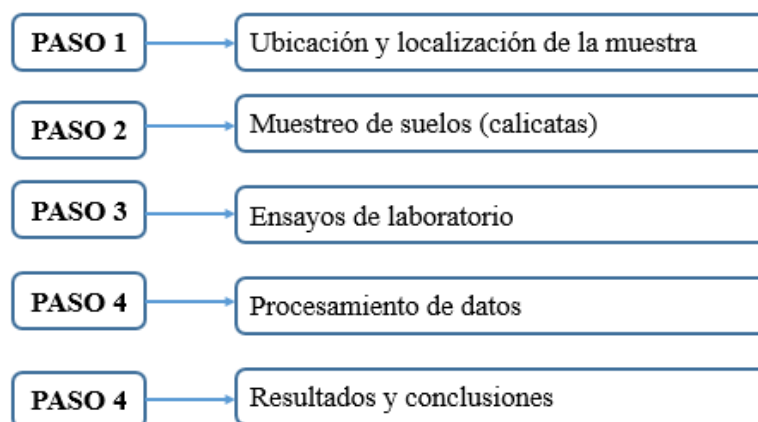 PASO 1 Ubicación y localización de la muestra
PASO 2 Muestreo de suelos (calicatas)
PASO 3 Ensayos de laboratorio
PASO 4 Procesamiento de datos
PASO 4 Resultados y conclusiones